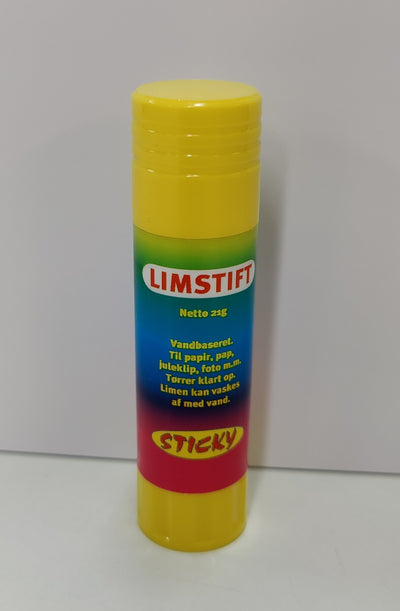 LIMSTIFT
Netto 21g
Vandbaseret.
Til papir, pap,
juleklip, foto m.m.
Tørrer klart op.
Limen kan vaskes
af med vand.
STICKY